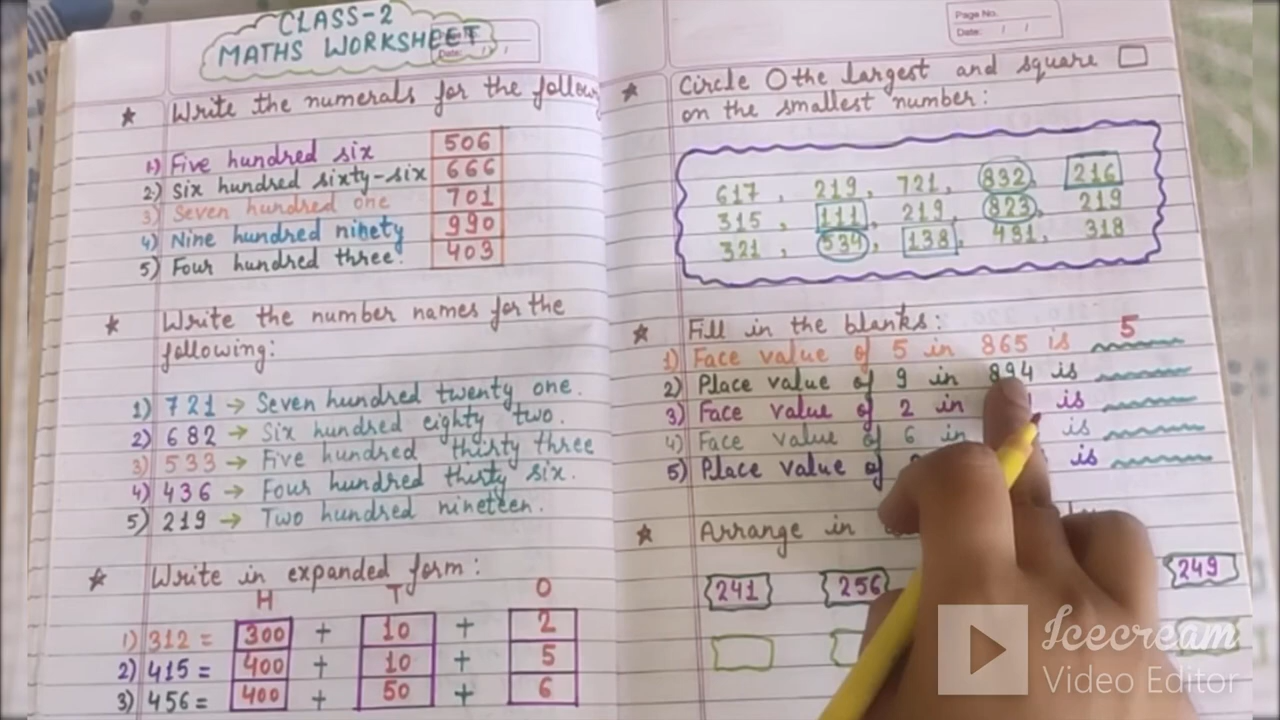 CLASS-2
MATHS WORKSHEET
Date: / /
★ Write the numerals for the
1) Five hundred six 506
2) Six hundred sixty-six 666
3) Seven hundred one 701
4) Nine hundred ninety 990
5) Four hundred three. 403
★ Write the number names for the
following:
1) 721 → Seven hundred twenty one.
2) 682 → Six hundred eighty two.
3) 533 → Five hundred thirty three
4) 436 → Four hundred thirty six.
5) 219 → Two hundred nineteen.
★ Write in expanded form:
H T O
1) 312 = 300 + 10 + 2
2) 415 = 400 + 10 + 5
3) 456 = 400 + 50 + 6
Page No.
Date: / /
★ Circle O the largest and square □
on the smallest number:
617, 219, 721, 832, 216
315, 111, 219, 823, 219
321, 534, 138, 431, 318
★ Fill in the blanks:
1) Face value of 5 in 865 is 5
2) Place value of 9 in 894 is
3) Face value of 2 in is
4) Face value of 6 in is
5) Place value of is
★ Arrange in
241 256 249
Icecream
Video Editor